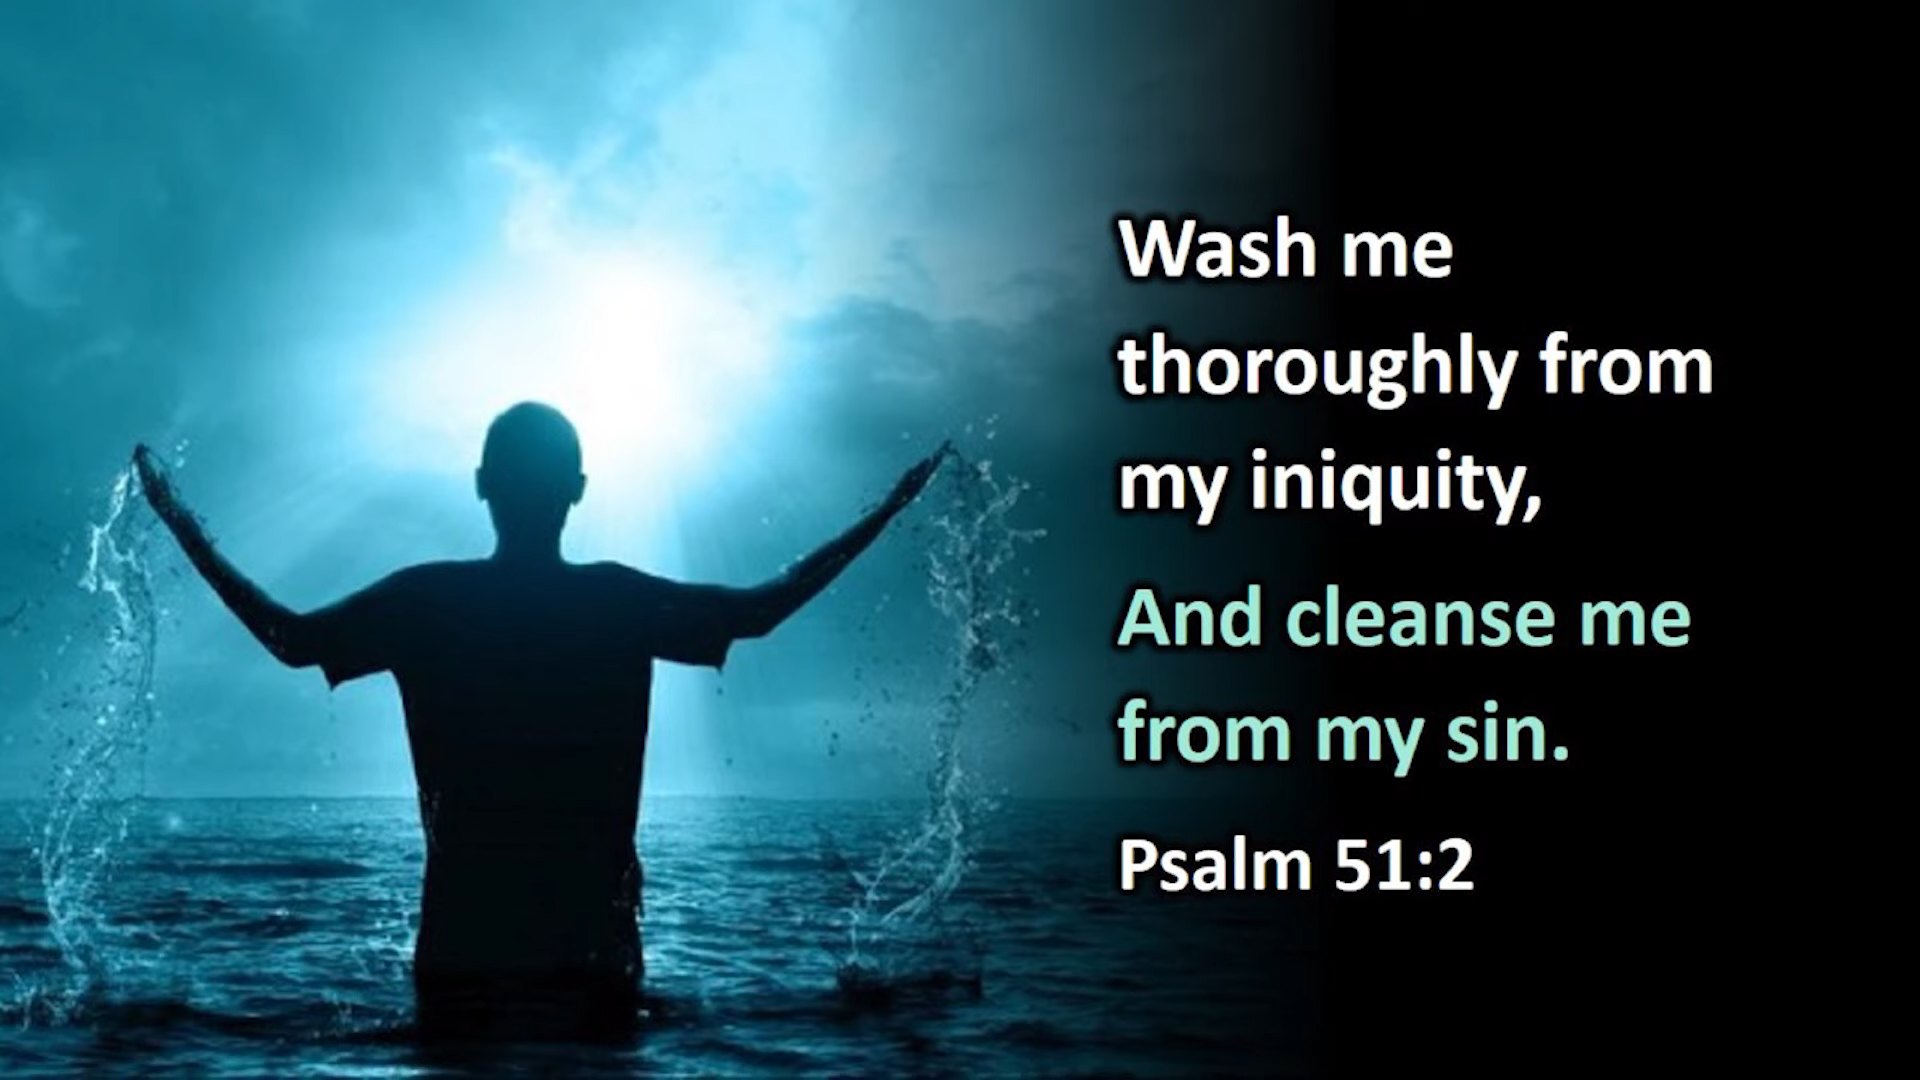 Wash me
thoroughly from
my iniquity,
And cleanse me
from my sin.
Psalm 51:2